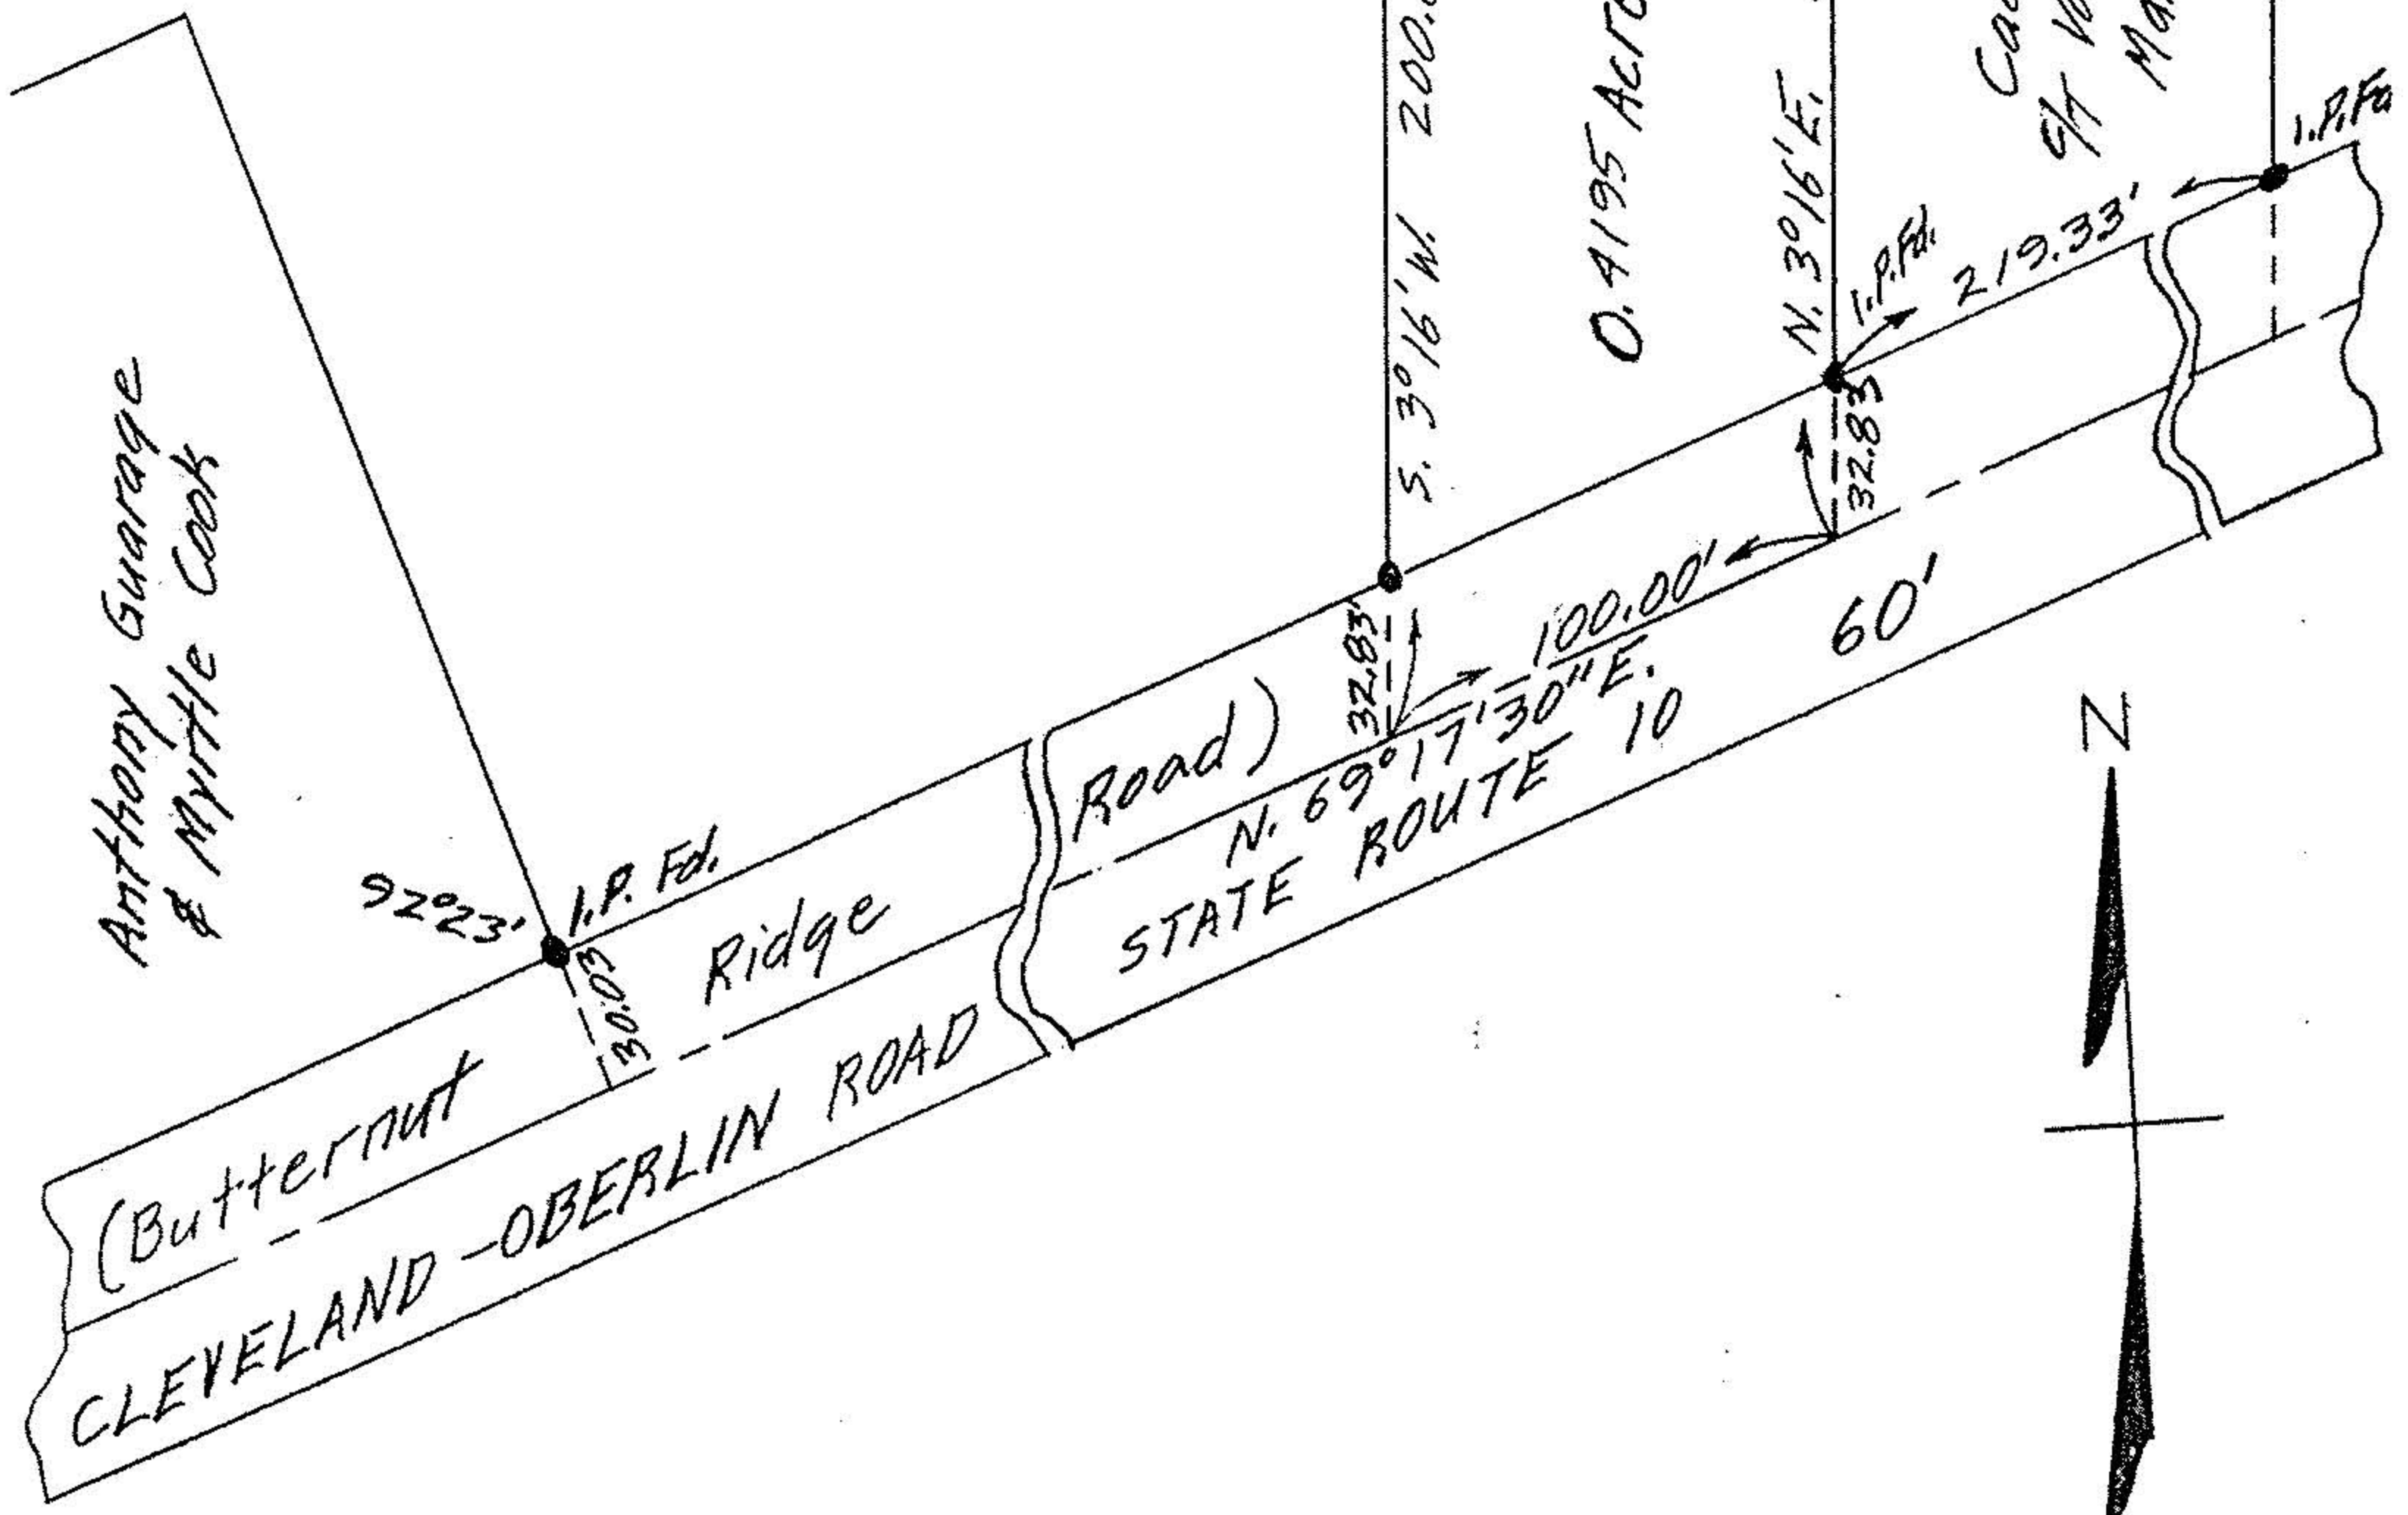 Anthony Guarage
& Myrtle Cook
92°23'
I.P. Fd.
30.03
(Butternut Ridge Road)
CLEVELAND-OBERLIN ROAD
STATE ROUTE 10
60'
N. 69°17'30"E.
100.00'
32.83'
S. 3°16'W. 200.
0.4195
N. 3°16'E.
I.P. Fd.
32.83
219.33'
I.P. Fd
N